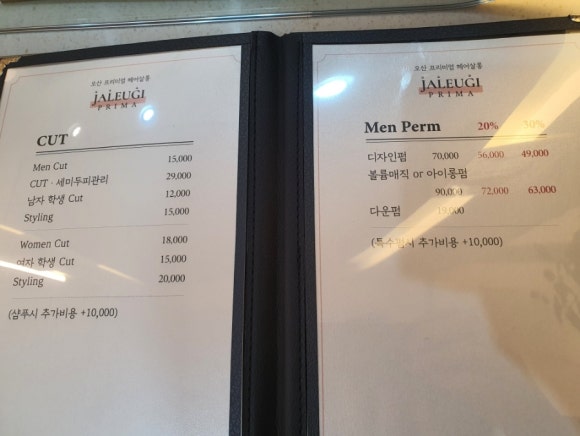 오산 프리미엄 헤어살롱
JALEUGI
PRIMA
CUT
Men Cut 15,000
CUT · 세미두피관리 29,000
남자 학생 Cut 12,000
Styling 15,000
Women Cut 18,000
여자 학생 Cut 15,000
Styling 20,000
(샴푸시 추가비용 +10,000)
오산 프리미엄 헤어살롱
JALEUGI
PRIMA
Men Perm 20% 30%
디자인펌 70,000 56,000 49,000
볼륨매직 or 아이롱펌
90,000 72,000 63,000
다운펌
(특수펌시 추가비용 +10,000)